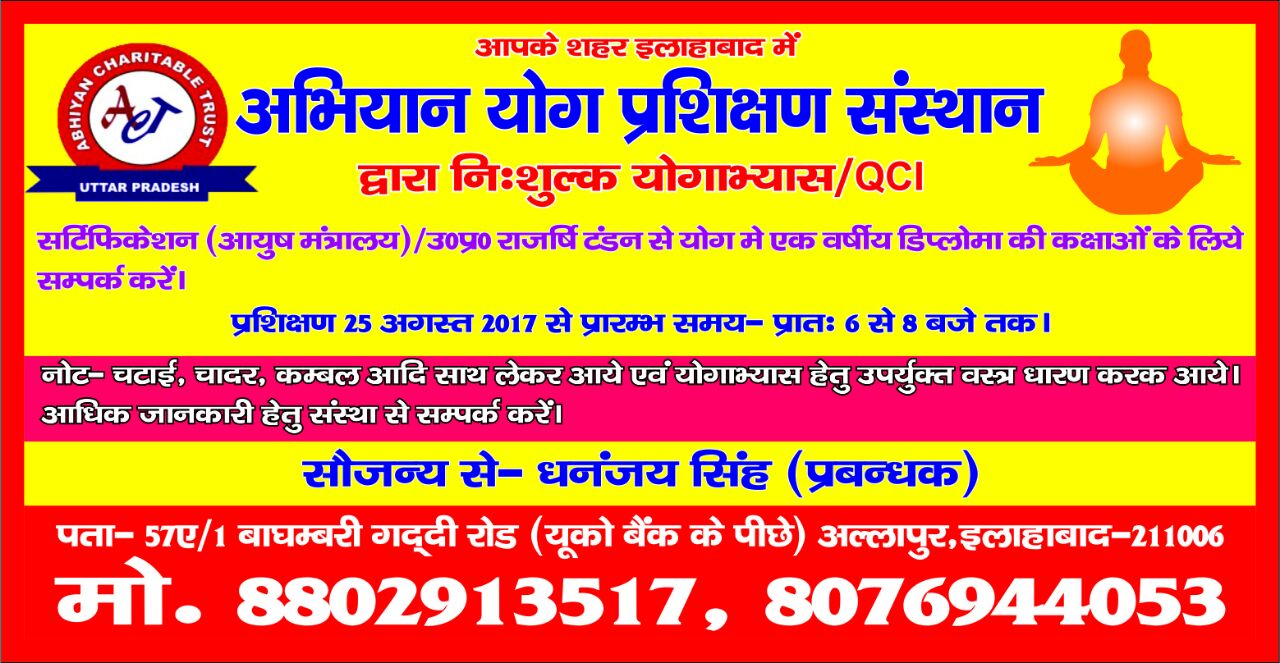 ABHIYAN CHARITABLE TRUST
ACT
UTTAR PRADESH
आपके शहर इलाहाबाद में
अभियान योग प्रशिक्षण संस्थान
द्वारा निःशुल्क योगाभ्यास/QCI
सर्टिफिकेशन (आयुष मंत्रालय)/उ0प्र0 राजर्षि टंडन से योग मे एक वर्षीय डिप्लोमा की कक्षाओं के लिये
सम्पर्क करें।
प्रशिक्षण 25 अगस्त 2017 से प्रारम्भ समय- प्रातः 6 से 8 बजे तक।
नोट- चटाई, चादर, कम्बल आदि साथ लेकर आये एवं योगाभ्यास हेतु उपर्युक्त वस्त्र धारण करक आये।
आधिक जानकारी हेतु संस्था से सम्पर्क करें।
सौजन्य से- धनंजय सिंह (प्रबन्धक)
पता- 57ए/1 बाघम्बरी गद्दी रोड (यूको बैंक के पीछे) अल्लापुर,इलाहाबाद-211006
मो. 8802913517, 8076944053